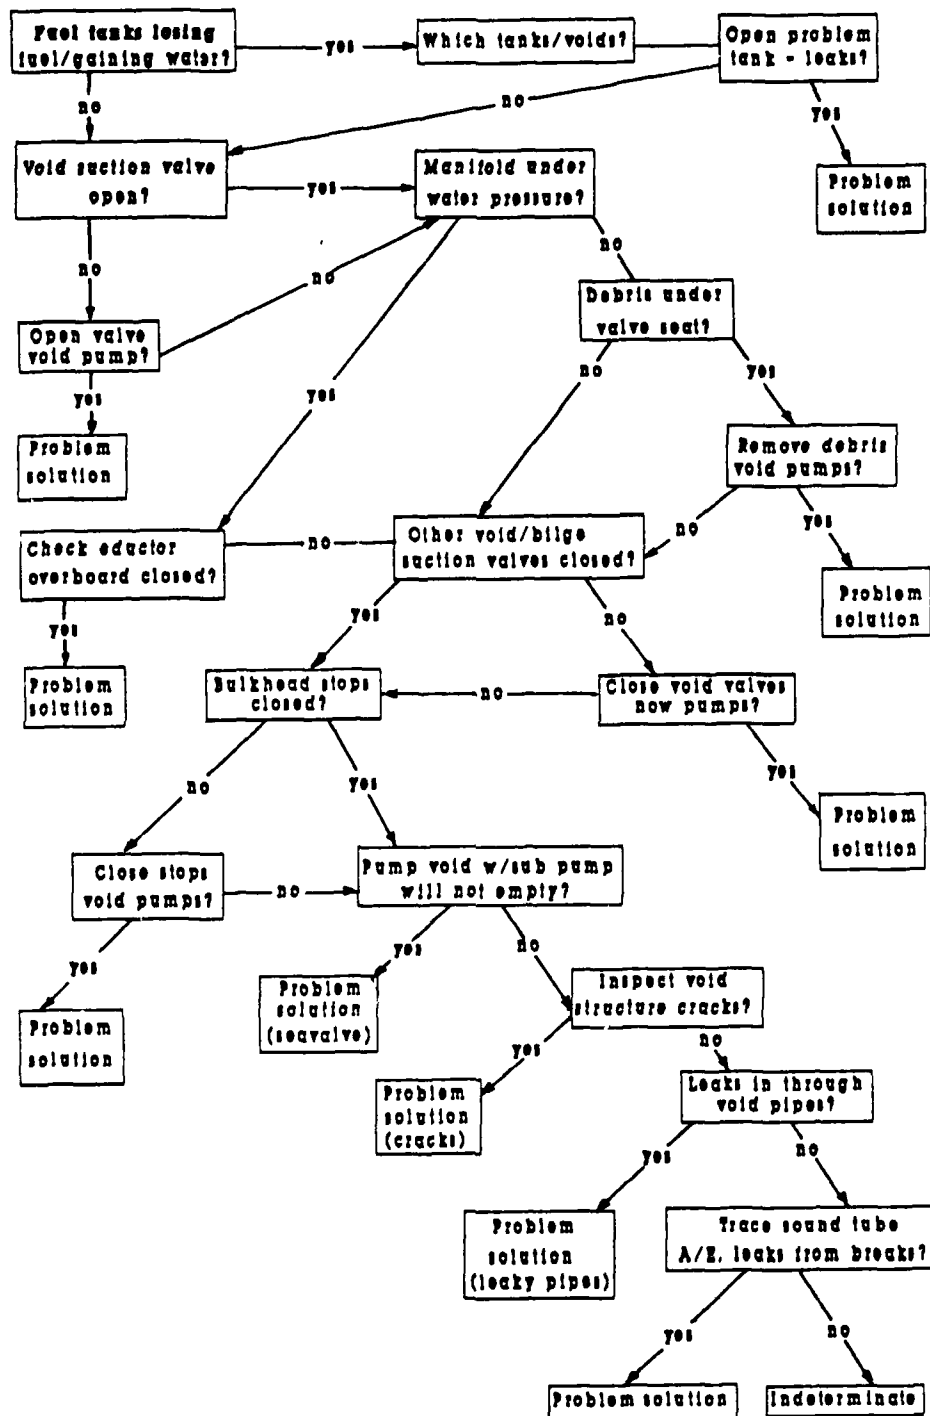 Fuel tanks losing
fuel/gaining water?
yes
Which tanks/voids?
Open problem
tank - leaks?
no
no
yes
Void suction valve
open?
yes
Manifold under
water pressure?
Problem
solution
no
no
no
Debris under
valve seat?
Open valve
void pump?
yes
yes
no
yes
Problem
solution
Remove debris
void pumps?
Check eductor
overboard closed?
no
Other void/bilge
suction valves closed?
no
yes
Problem
solution
yes
yes
no
Problem
solution
Bulkhead stops
closed?
no
Close void valves
now pumps?
no
yes
yes
Problem
solution
Close stops
void pumps?
no
Pump void w/sub pump
will not empty?
yes
yes
no
Problem
solution
Problem
solution
(seavalve)
Inspect void
structure cracks?
yes
no
Problem
solution
(cracks)
Leaks in through
void pipes?
yes
no
Problem
solution
(leaky pipes)
Trace sound tube
A/E, leaks from breaks?
yes
no
Problem solution
Indeterminate